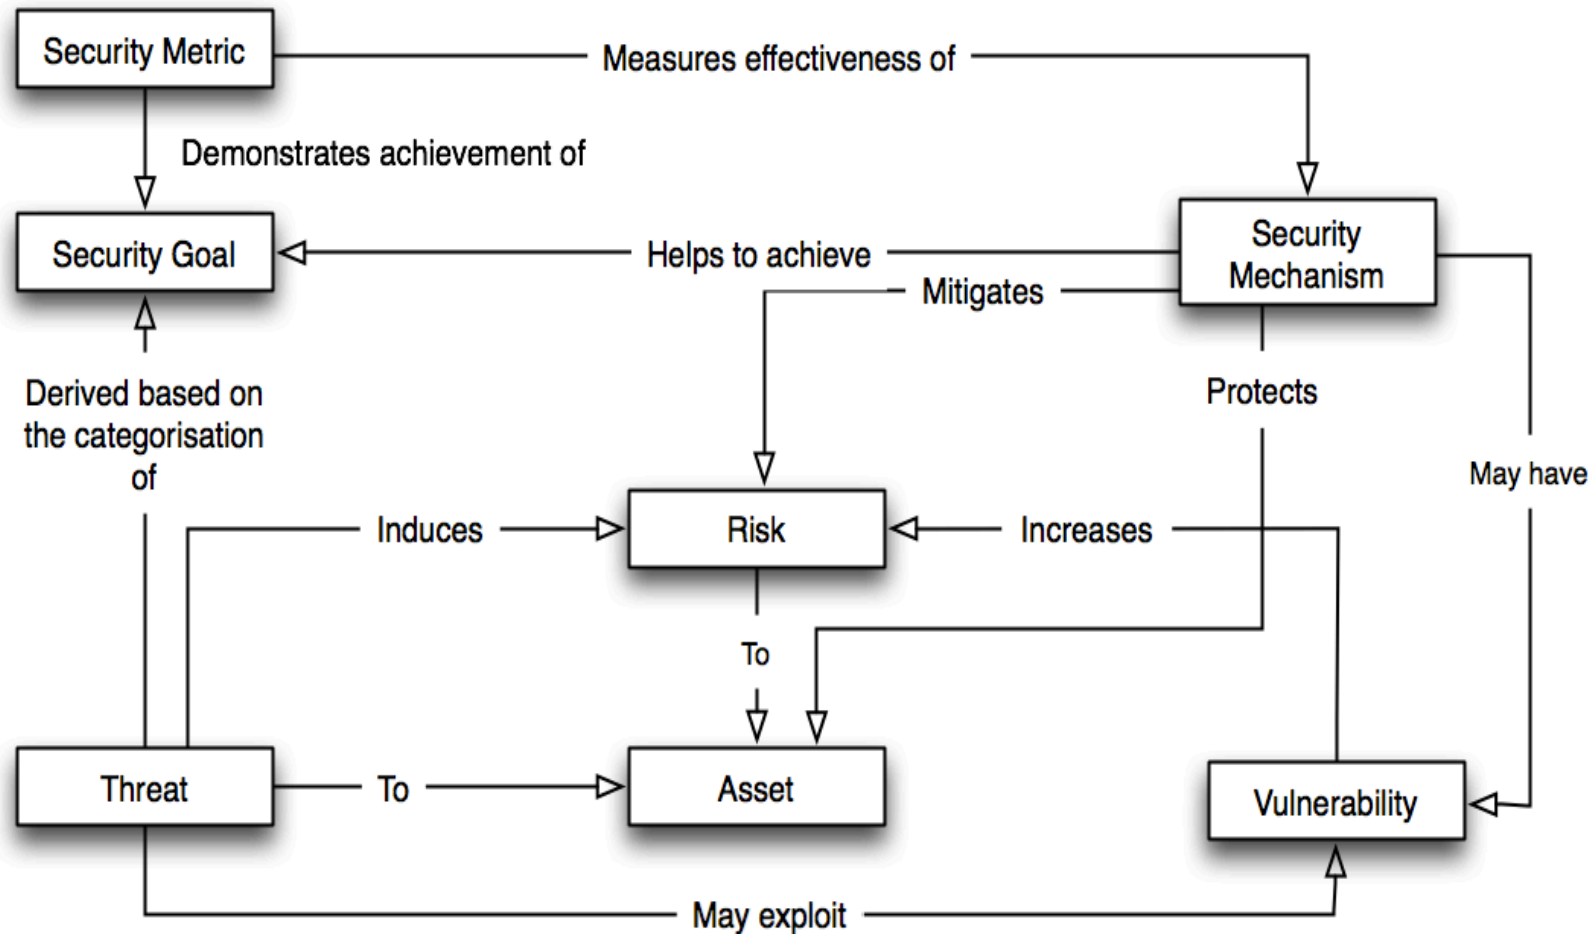 Security Metric
Measures effectiveness of
Demonstrates achievement of
Security Goal
Helps to achieve
Security
Mechanism
Mitigates
Derived based on
the categorisation
of
Protects
May have
Induces
Risk
Increases
To
Threat
To
Asset
Vulnerability
May exploit